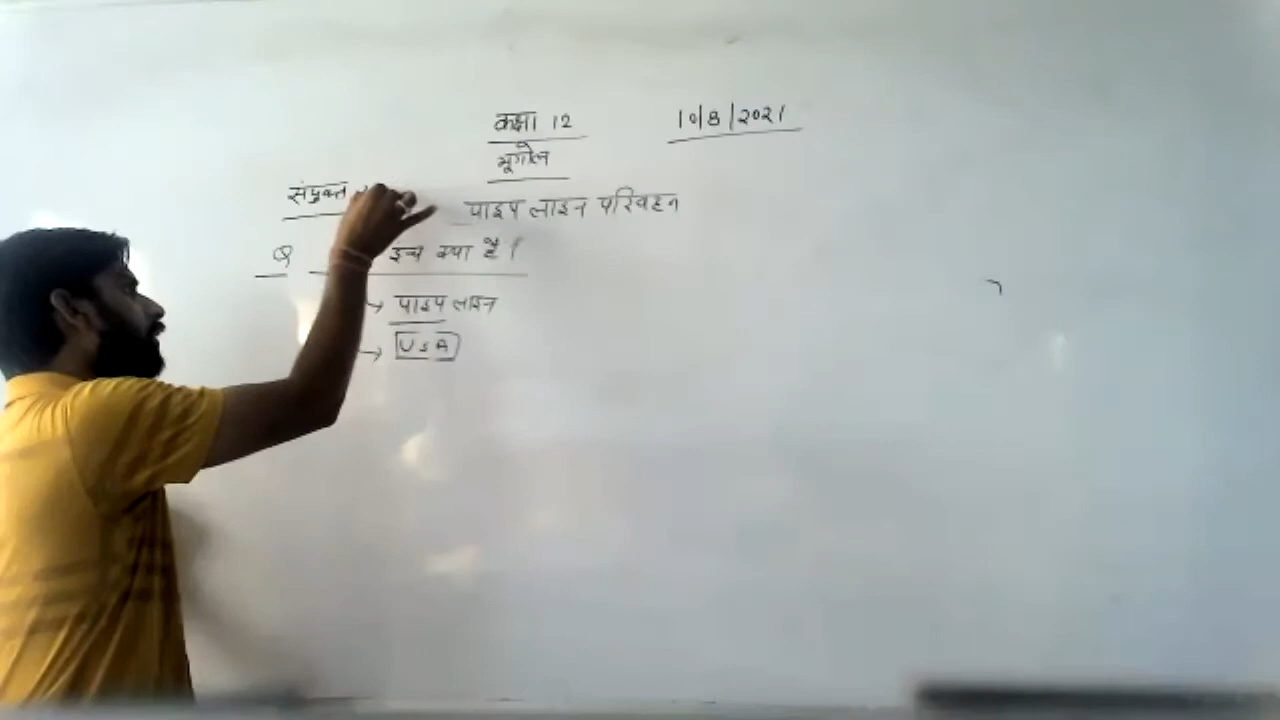 कक्षा 12 10/8/2021
भूगोल
संयुक्त
पाइप लाइन परिवहन
Q इन्च क्या है।
→ पाइप लाइन
→ USA